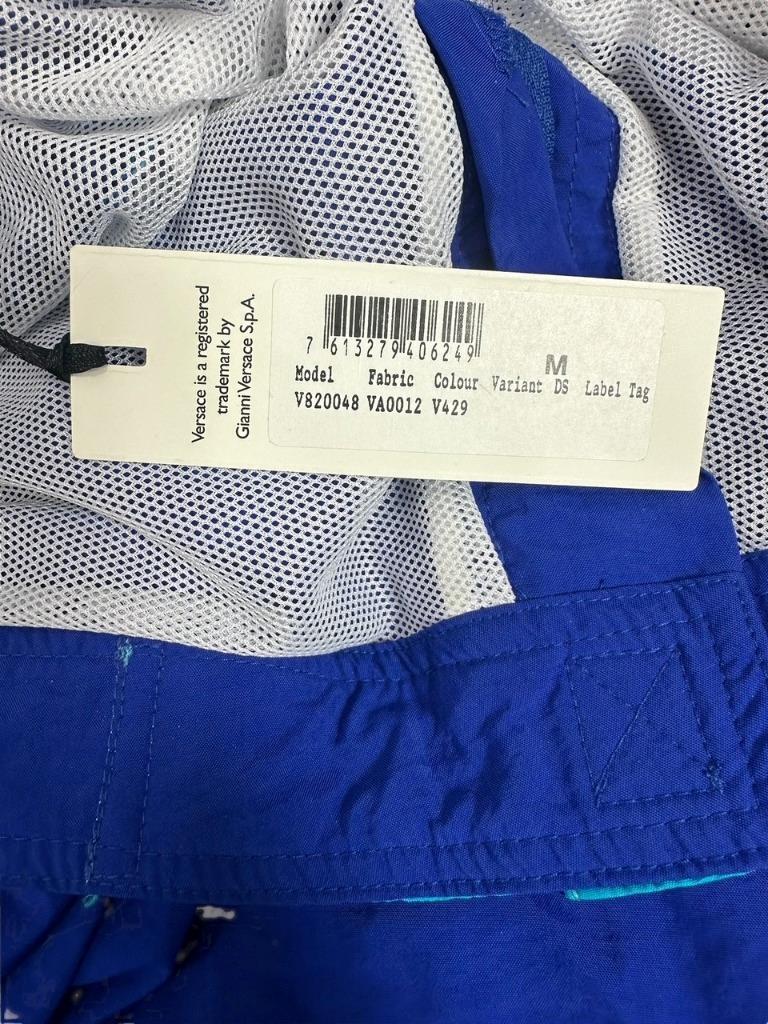 Versace is a registered
trademark by
Gianni Versace S.p.A.
7 613279 406249
M
Model Fabric Colour Variant DS Label Tag
V820048 VA0012 V429